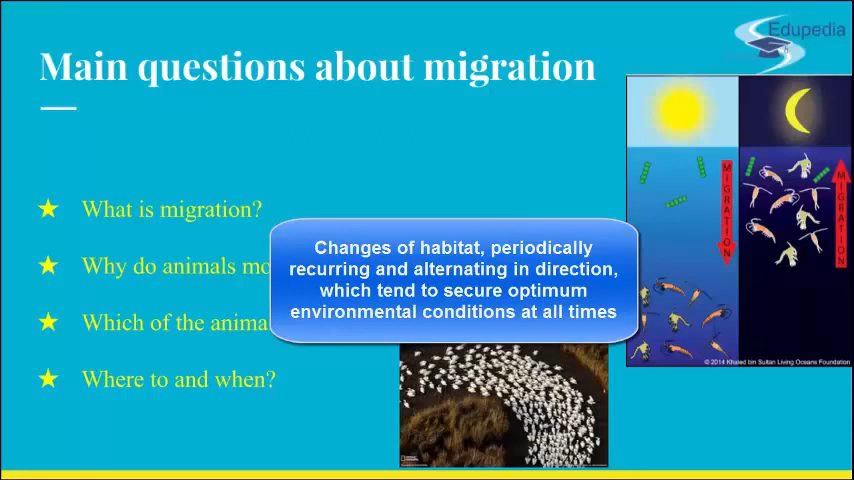 Edupedia
Main questions about migration
What is migration?
Why do animals mo
Which of the anima
Where to and when?
Changes of habitat, periodically
recurring and alternating in direction,
which tend to secure optimum
environmental conditions at all times
MIGRATION
MIGRATION
© 2014 Khaled bin Sultan Living Oceans Foundation